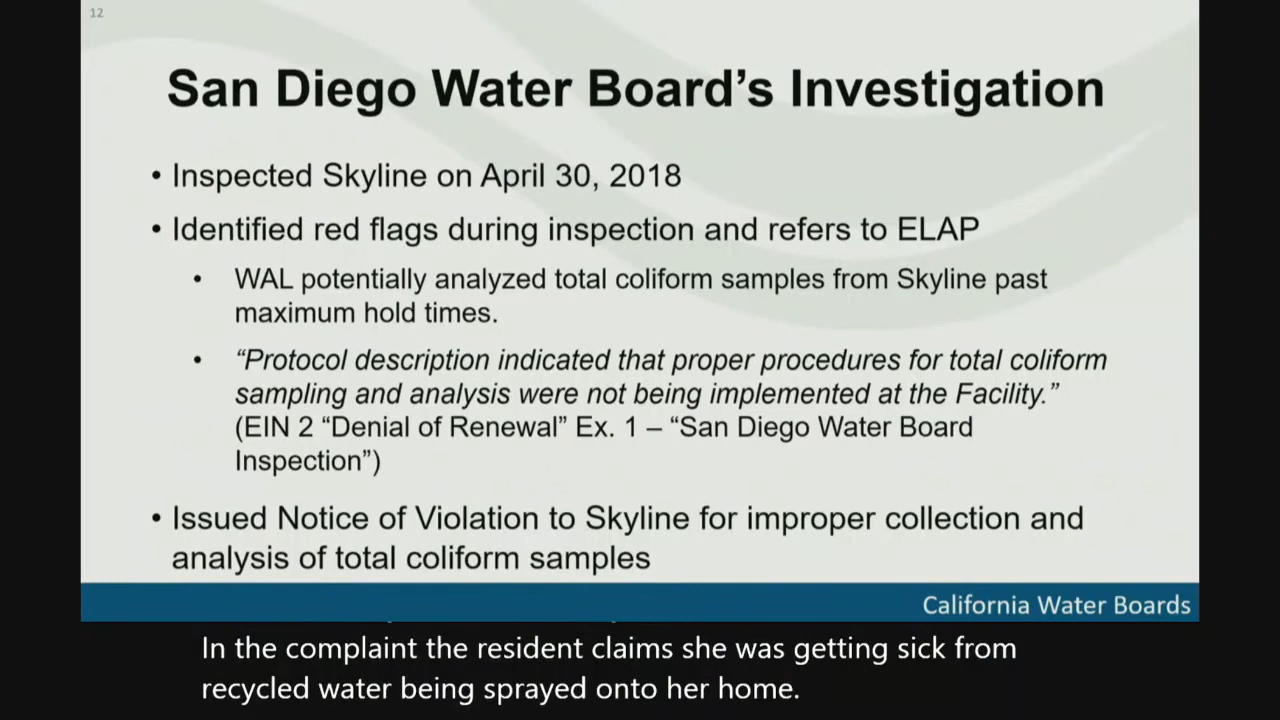 12
San Diego Water Board’s Investigation
• Inspected Skyline on April 30, 2018
• Identified red flags during inspection and refers to ELAP
• WAL potentially analyzed total coliform samples from Skyline past
maximum hold times.
• “Protocol description indicated that proper procedures for total coliform
sampling and analysis were not being implemented at the Facility.”
(EIN 2 “Denial of Renewal” Ex. 1 – “San Diego Water Board
Inspection”)
• Issued Notice of Violation to Skyline for improper collection and
analysis of total coliform samples
California Water Boards
In the complaint the resident claims she was getting sick from
recycled water being sprayed onto her home.